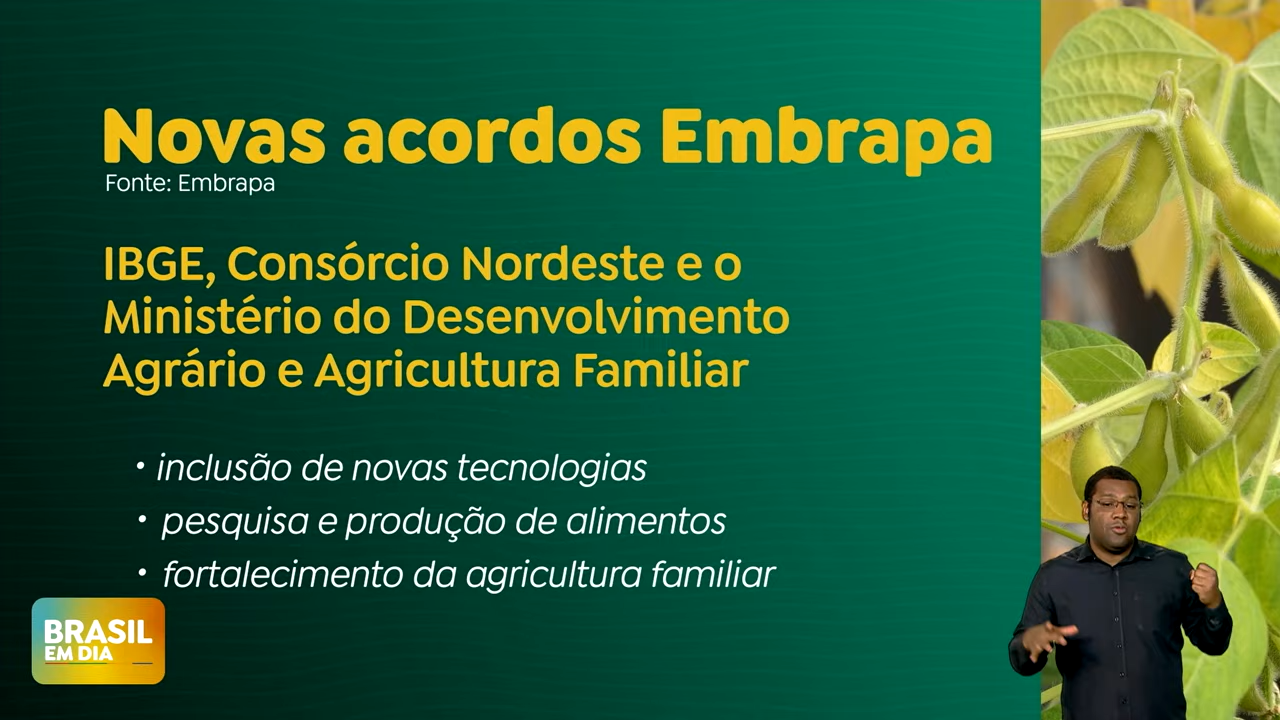 Novas acordos Embrapa
Fonte: Embrapa
IBGE, Consórcio Nordeste e o
Ministério do Desenvolvimento
Agrário e Agricultura Familiar
• inclusão de novas tecnologias
• pesquisa e produção de alimentos
• fortalecimento da agricultura familiar
BRASIL
EM DIA